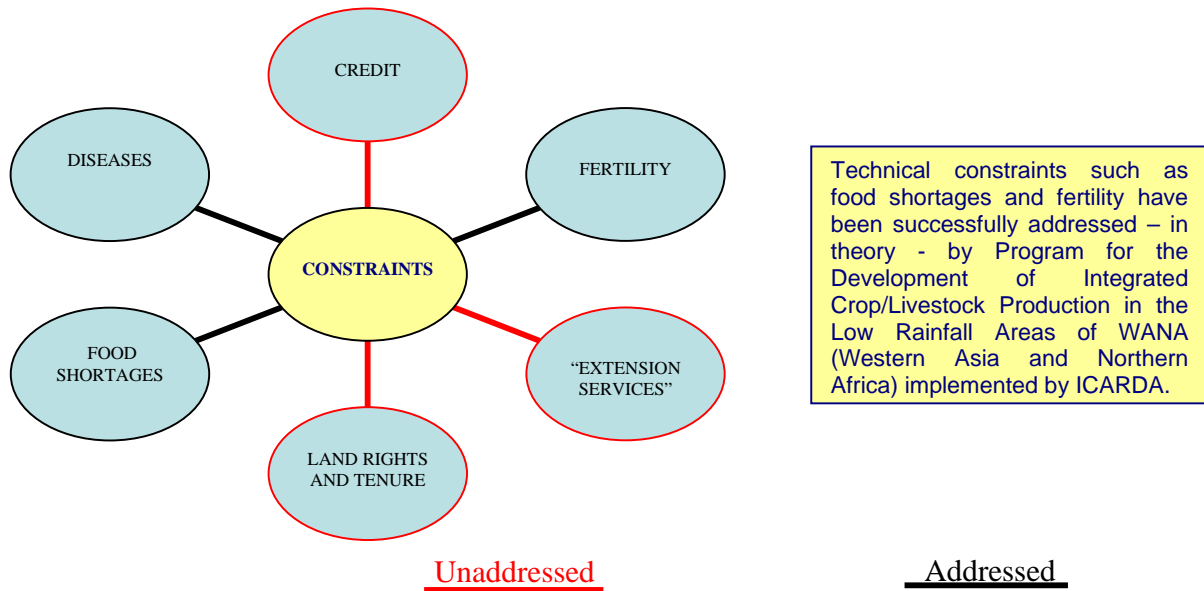 CREDIT
DISEASES
FERTILITY
CONSTRAINTS
FOOD
SHORTAGES
“EXTENSION
SERVICES”
LAND RIGHTS
AND TENURE
Technical constraints such as
food shortages and fertility have
been successfully addressed – in
theory - by Program for the
Development of Integrated
Crop/Livestock Production in the
Low Rainfall Areas of WANA
(Western Asia and Northern
Africa) implemented by ICARDA.
Unaddressed
Addressed